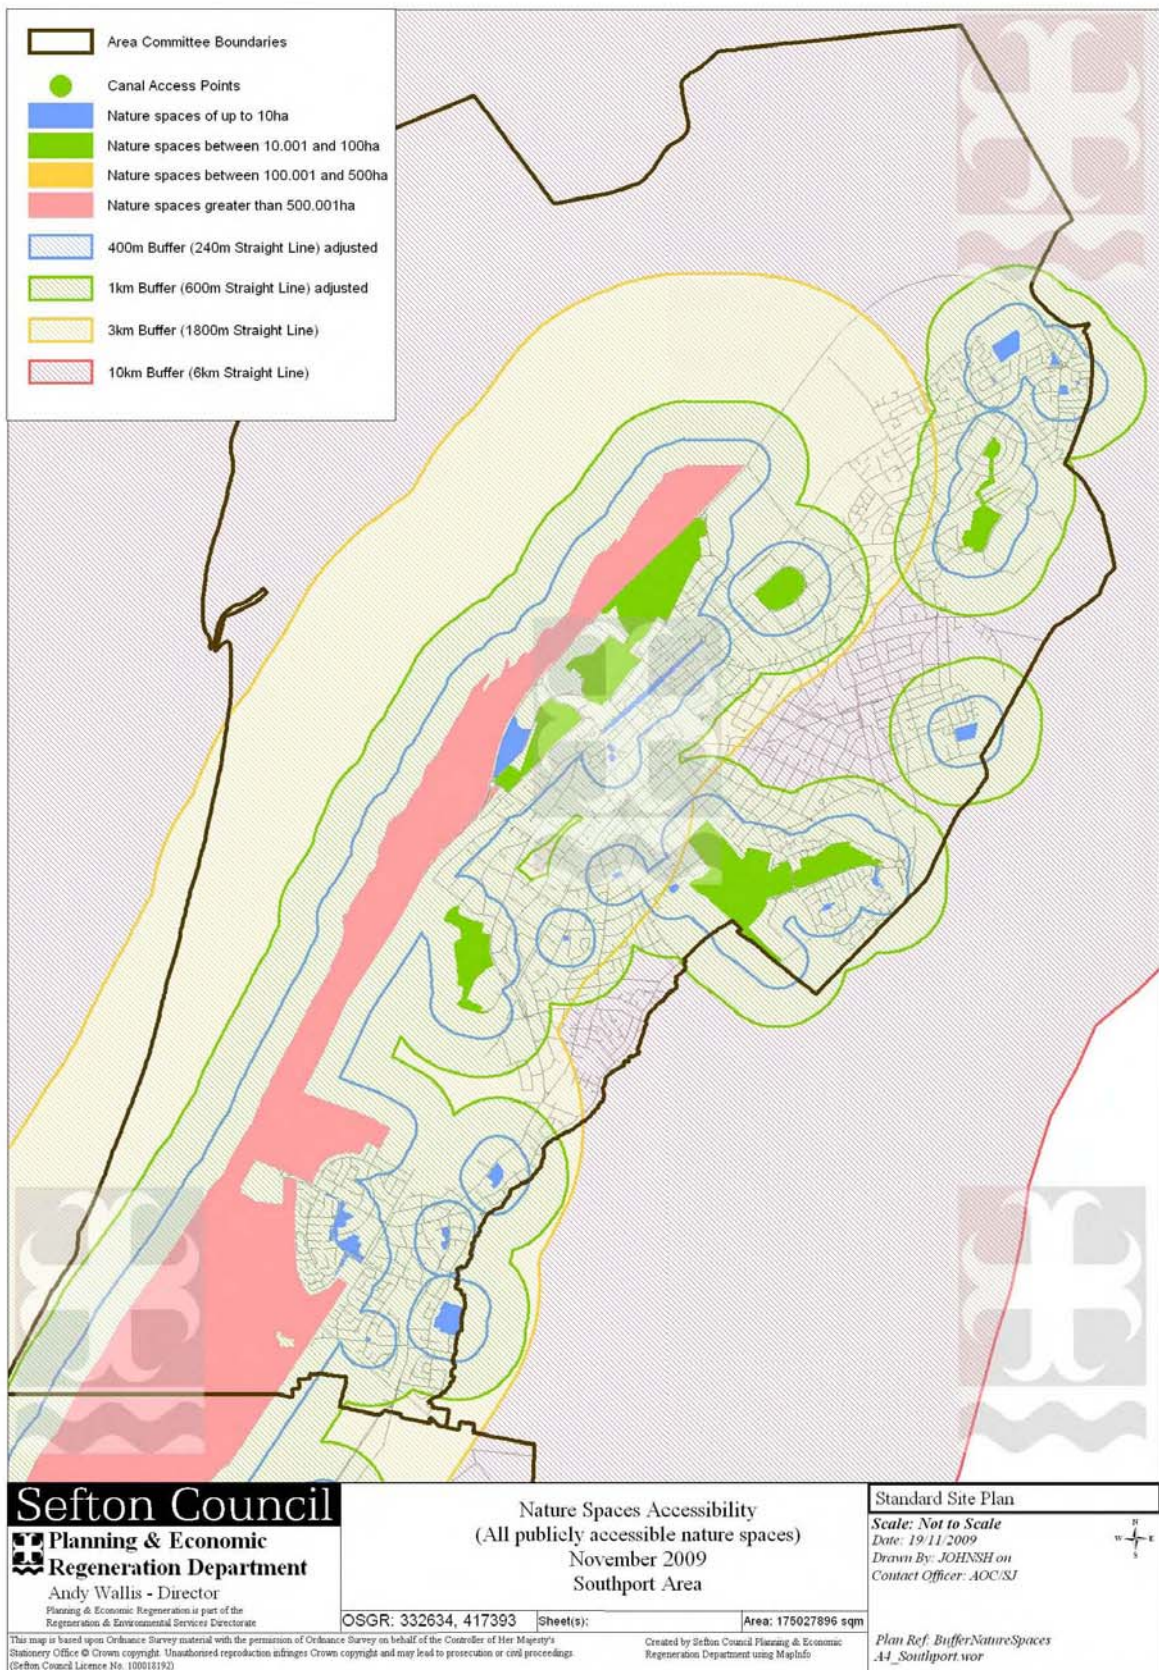 Area Committee Boundaries
Canal Access Points
Nature spaces of up to 10ha
Nature spaces between 10.001 and 100ha
Nature spaces between 100.001 and 500ha
Nature spaces greater than 500.001ha
400m Buffer (240m Straight Line) adjusted
1km Buffer (600m Straight Line) adjusted
3km Buffer (1800m Straight Line)
10km Buffer (6km Straight Line)
Sefton Council
Planning & Economic
Regeneration Department
Andy Wallis - Director
Planning & Economic Regeneration is part of the
Regeneration & Environmental Services Directorate
Nature Spaces Accessibility
(All publicly accessible nature spaces)
November 2009
Southport Area
OSGR: 332634, 417393
Sheet(s):
Area: 175027896 sqm
Standard Site Plan
Scale: Not to Scale
Date: 19/11/2009
Drawn By: JOHNSH on
Contact Officer: AOC/SJ
N
W E
S
Plan Ref: BufferNatureSpaces
A4_Southport.wor
This map is based upon Ordnance Survey material with the permission of Ordnance Survey on behalf of the Controller of Her Majesty's
Stationery Office © Crown copyright. Unauthorised reproduction infringes Crown copyright and may lead to prosecution or civil proceedings.
(Sefton Council Licence No. 100018192)
Created by Sefton Council Planning & Economic
Regeneration Department using MapInfo